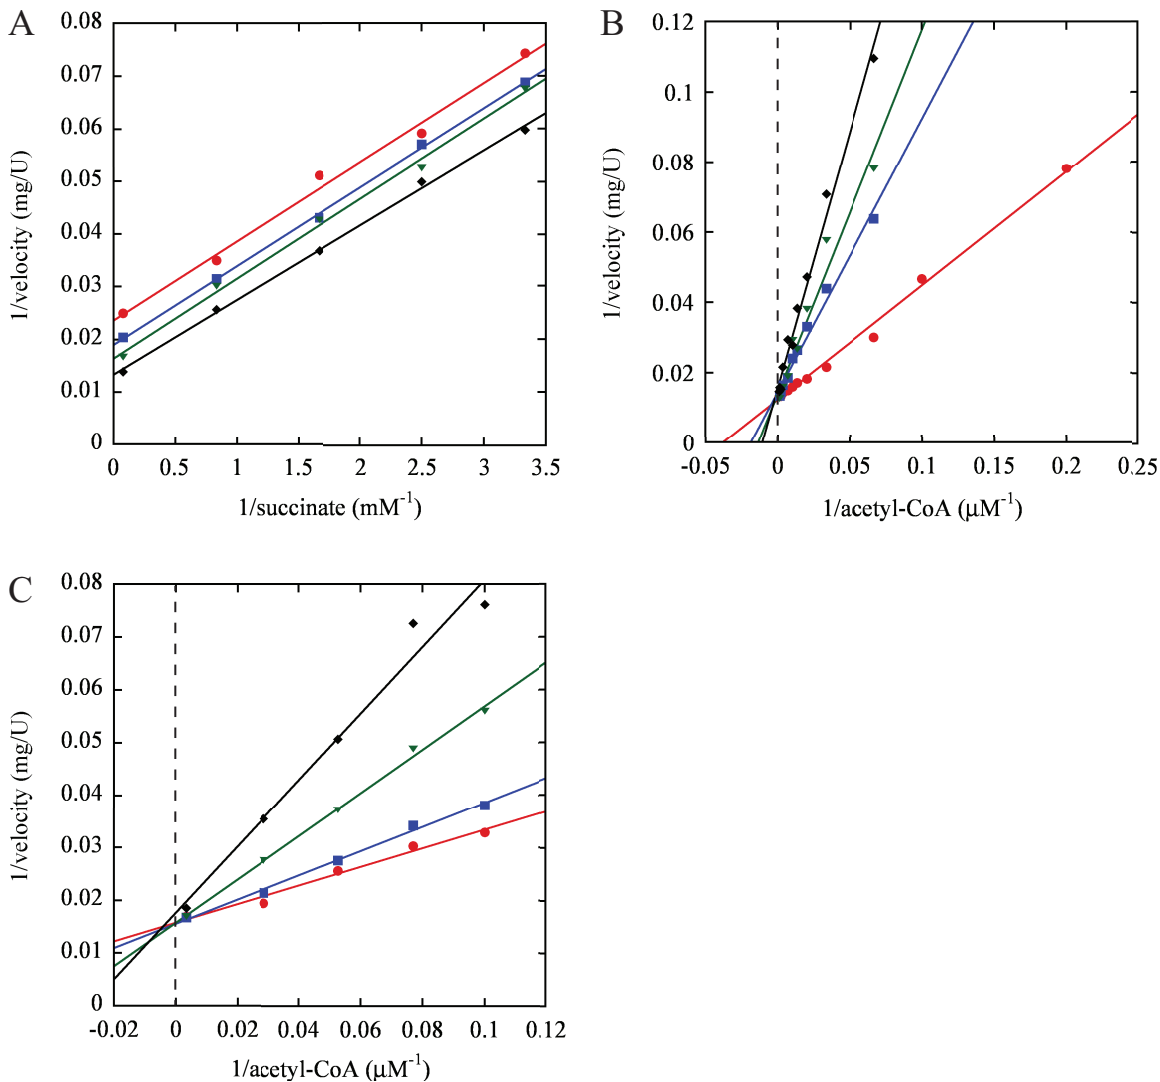 A
0.08
0.07
0.06
0.05
0.04
0.03
0.02
0.01
0
1/velocity (mg/U)
0 0.5 1 1.5 2 2.5 3 3.5
1/succinate (mM⁻¹)
B
0.12
0.1
0.08
0.06
0.04
0.02
0
1/velocity (mg/U)
-0.05 0 0.05 0.1 0.15 0.2 0.25
1/acetyl-CoA (μM⁻¹)
C
0.08
0.07
0.06
0.05
0.04
0.03
0.02
0.01
0
1/velocity (mg/U)
-0.02 0 0.02 0.04 0.06 0.08 0.1 0.12
1/acetyl-CoA (μM⁻¹)